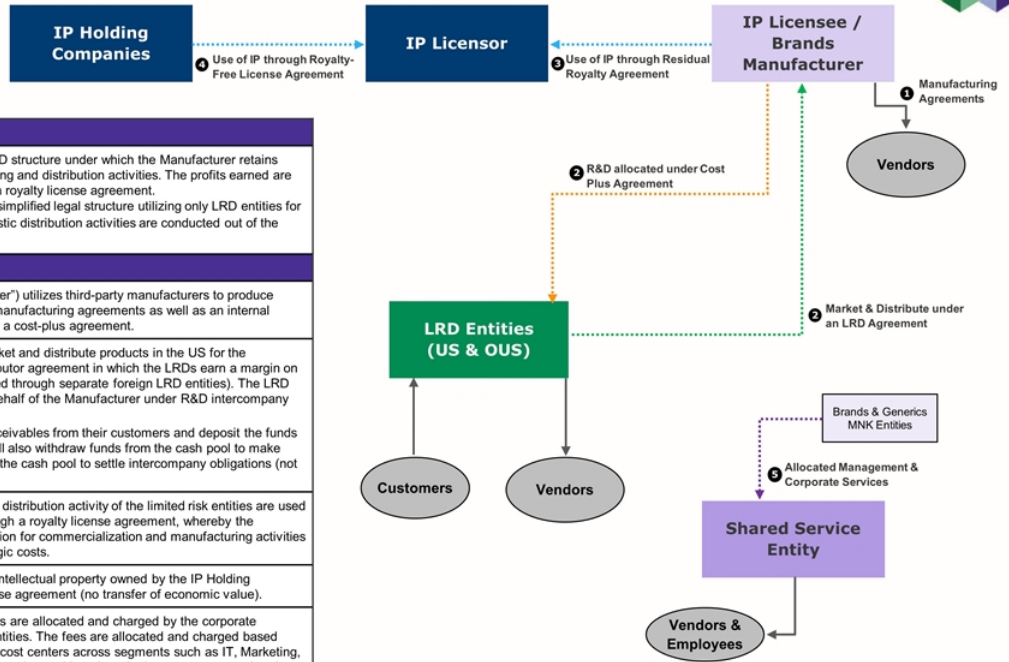 IP Holding
Companies
IP Licensor
IP Licensee /
Brands
Manufacturer
4 Use of IP through Royalty-
Free License Agreement
3 Use of IP through Residual
Royalty Agreement
1 Manufacturing
Agreements
Vendors
D structure under which the Manufacturer retains
ng and distribution activities. The profits earned are
a royalty license agreement.
simplified legal structure utilizing only LRD entities for
stic distribution activities are conducted out of the
2 R&D allocated under Cost
Plus Agreement
er”) utilizes third-party manufacturers to produce
manufacturing agreements as well as an internal
a cost-plus agreement.
LRD Entities
(US & OUS)
2 Market & Distribute under
an LRD Agreement
ket and distribute products in the US for the
butor agreement in which the LRDs earn a margin on
ed through separate foreign LRD entities). The LRD
ehalf of the Manufacturer under R&D intercompany
ceivables from their customers and deposit the funds
ll also withdraw funds from the cash pool to make
the cash pool to settle intercompany obligations (not
Brands & Generics
MNK Entities
5 Allocated Management &
Corporate Services
Customers
Vendors
distribution activity of the limited risk entities are used
ugh a royalty license agreement, whereby the
tion for commercialization and manufacturing activities
gic costs.
Shared Service
Entity
ntellectual property owned by the IP Holding
se agreement (no transfer of economic value).
s are allocated and charged by the corporate
ntities. The fees are allocated and charged based
cost centers across segments such as IT, Marketing,
Vendors &
Employees